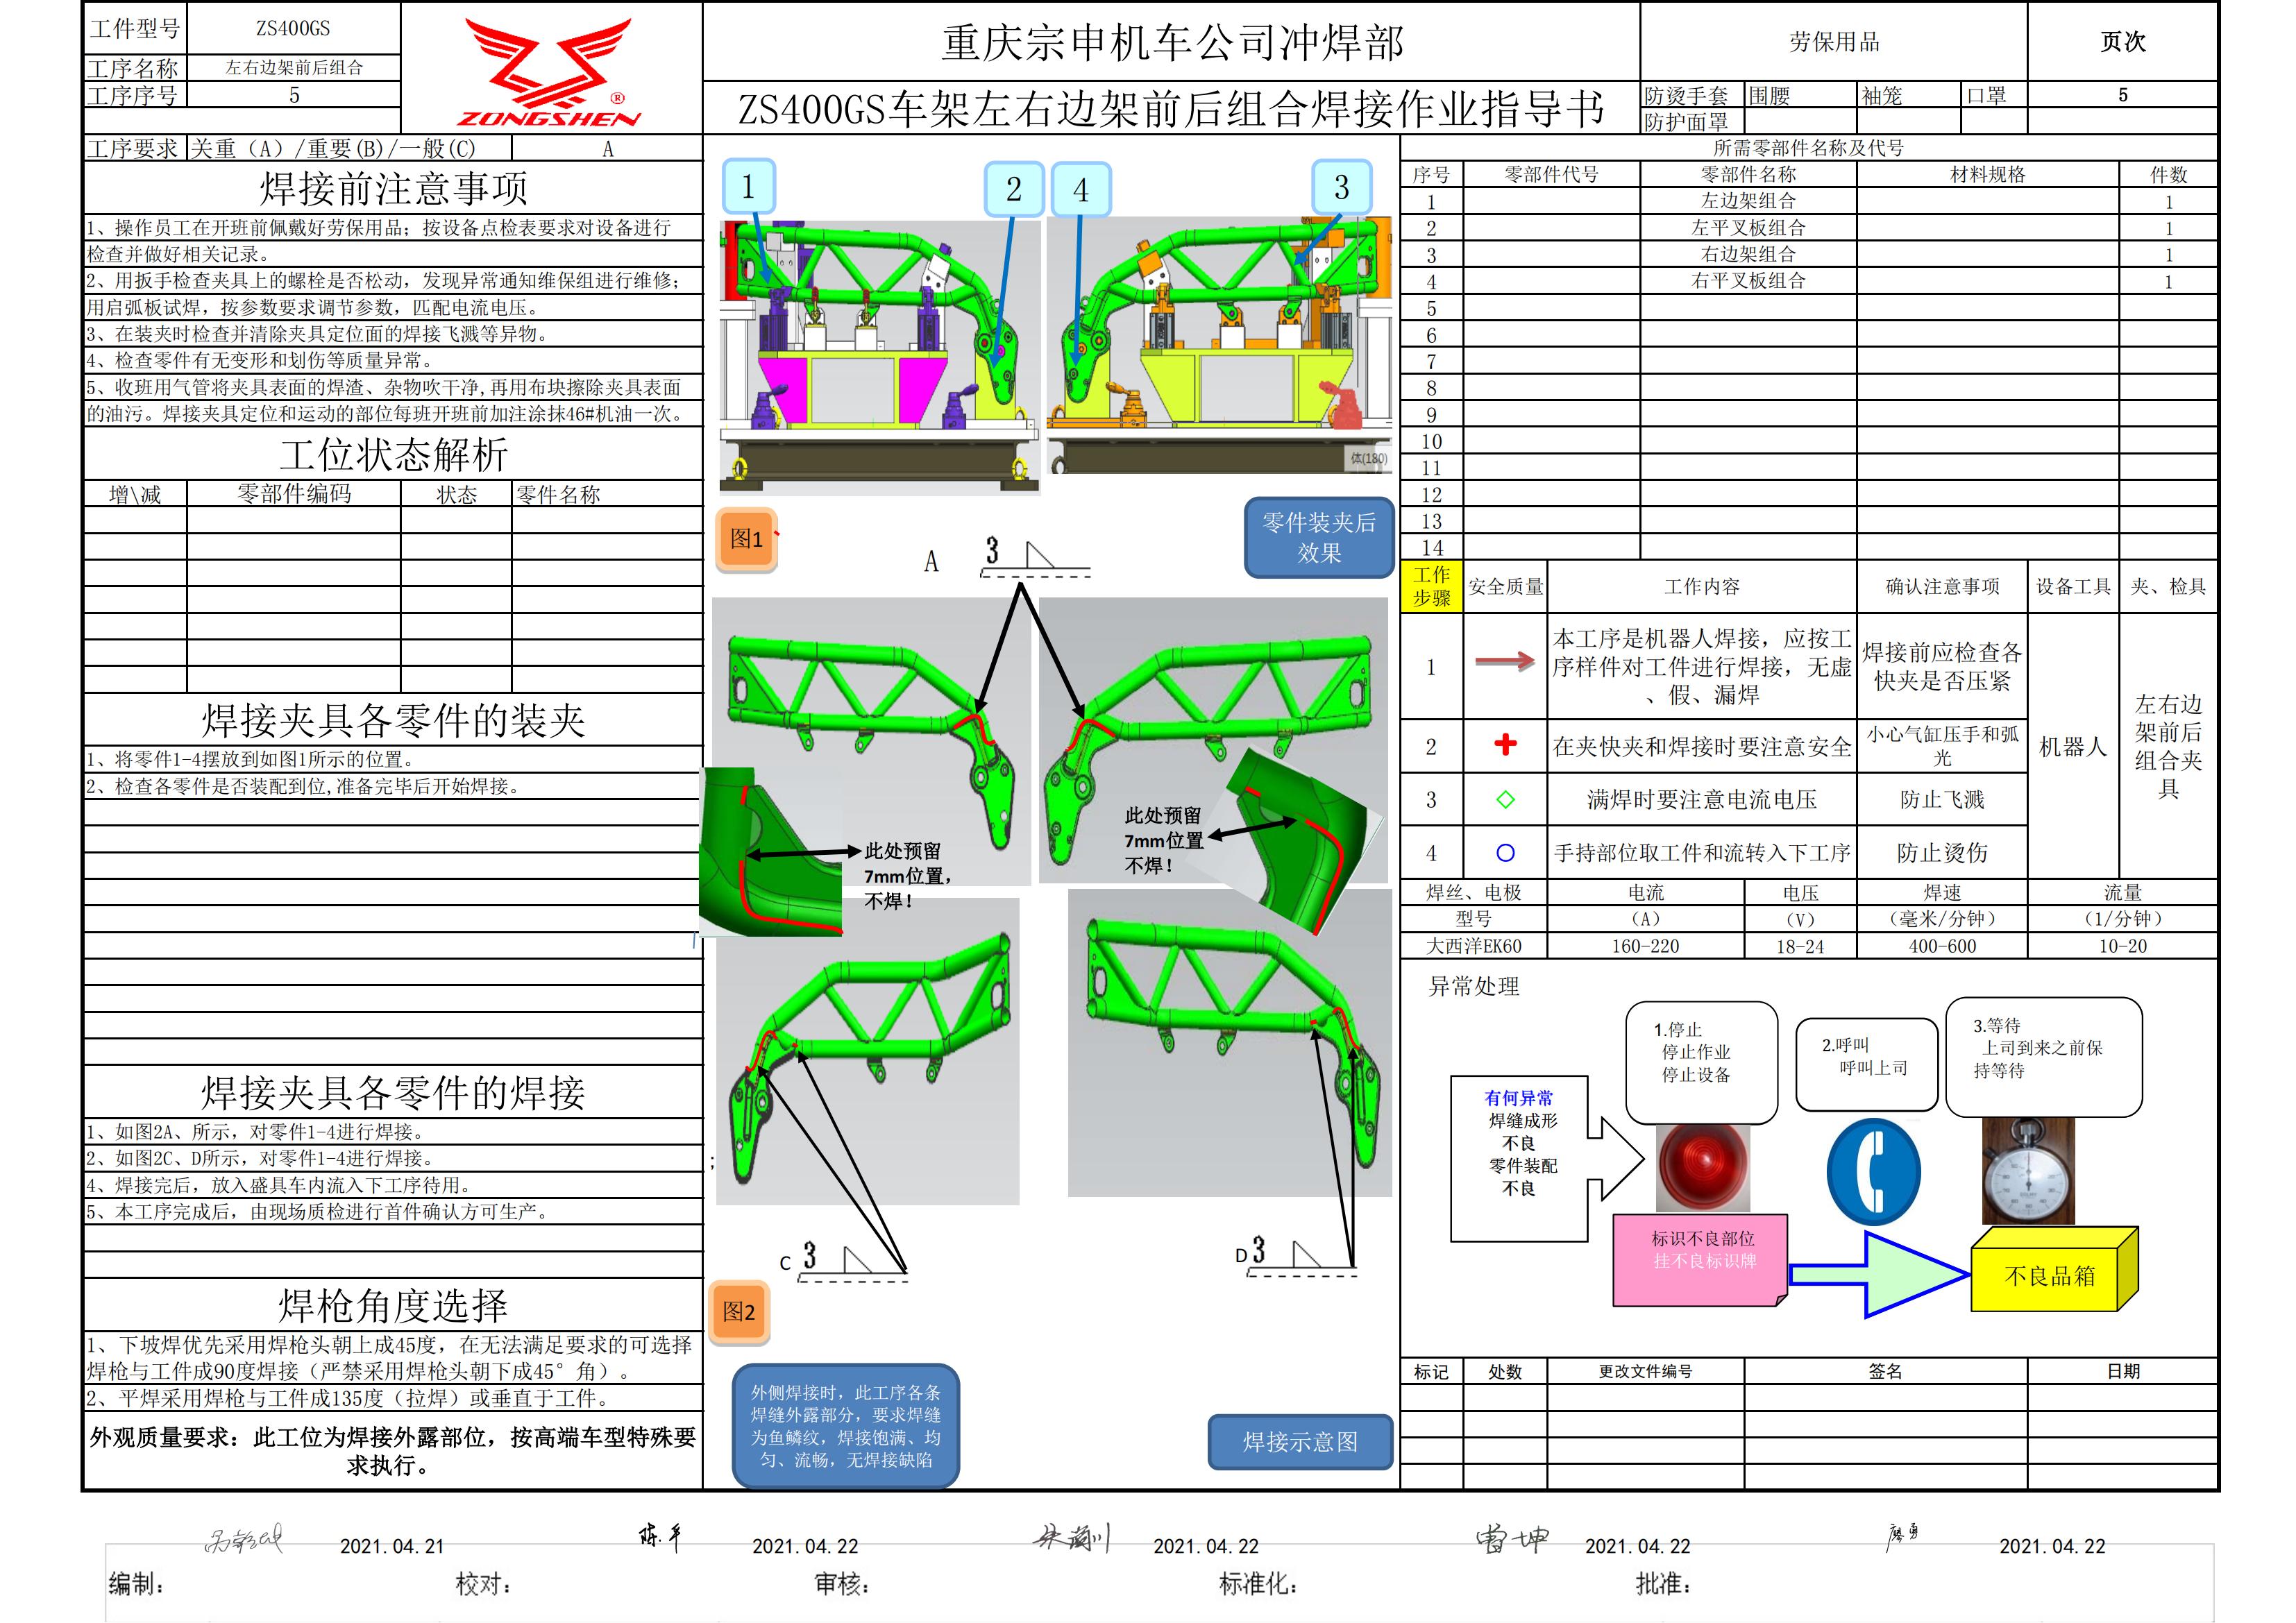 工件型号 ZS400GS
工序名称 左右边架前后组合
工序序号 5
ZONGSHEN ®
重庆宗申机车公司冲焊部
ZS400GS车架左右边架前后组合焊接作业指导书
劳保用品 页次
防烫手套 围腰 袖笼 口罩 5
防护面罩
工序要求 关重（A）/重要(B)/一般(C) A
焊接前注意事项
1、操作员工在开班前佩戴好劳保用品；按设备点检表要求对设备进行
检查并做好相关记录。
2、用扳手检查夹具上的螺栓是否松动，发现异常通知维保组进行维修；
用启弧板试焊，按参数要求调节参数，匹配电流电压。
3、在装夹时检查并清除夹具定位面的焊接飞溅等异物。
4、检查零件有无变形和划伤等质量异常。
5、收班用气管将夹具表面的焊渣、杂物吹干净,再用布块擦除夹具表面
的油污。焊接夹具定位和运动的部位每班开班前加注涂抹46#机油一次。
工位状态解析
增\减 零部件编码 状态 零件名称
焊接夹具各零件的装夹
1、将零件1-4摆放到如图1所示的位置。
2、检查各零件是否装配到位,准备完毕后开始焊接。
焊接夹具各零件的焊接
1、如图2A、所示，对零件1-4进行焊接。
2、如图2C、D所示，对零件1-4进行焊接。
4、焊接完后，放入盛具车内流入下工序待用。
5、本工序完成后，由现场质检进行首件确认方可生产。
焊枪角度选择
1、下坡焊优先采用焊枪头朝上成45度，在无法满足要求的可选择
焊枪与工件成90度焊接（严禁采用焊枪头朝下成45°角）。
2、平焊采用焊枪与工件成135度（拉焊）或垂直于工件。
外观质量要求：此工位为焊接外露部位，按高端车型特殊要
求执行。
1 2 4 3
体(180)
图1
零件装夹后
效果
A 3
此处预留
7mm位置，
不焊！
此处预留
7mm位置
不焊！
;
C 3
D 3
图2
外侧焊接时，此工序各条
焊缝外露部分，要求焊缝
为鱼鳞纹，焊接饱满、均
匀、流畅，无焊接缺陷
焊接示意图
所需零部件名称及代号
序号 零部件代号 零部件名称 材料规格 件数
1 左边架组合 1
2 左平叉板组合 1
3 右边架组合 1
4 右平叉板组合 1
5
6
7
8
9
10
11
12
13
14
工作
步骤 安全质量 工作内容 确认注意事项 设备工具 夹、检具
1 本工序是机器人焊接，应按工
序样件对工件进行焊接，无虚
、假、漏焊
焊接前应检查各
快夹是否压紧
2 在夹快夹和焊接时要注意安全 小心气缸压手和弧
光
3 满焊时要注意电流电压 防止飞溅
4 手持部位取工件和流转入下工序 防止烫伤
机器人
左右边
架前后
组合夹
具
焊丝、电极 电流 电压 焊速 流量
型号 （A） （V） （毫米/分钟） （1/分钟）
大西洋EK60 160-220 18-24 400-600 10-20
异常处理
1.停止
停止作业
停止设备
2.呼叫
呼叫上司
3.等待
上司到来之前保
持等待
有何异常
焊缝成形
不良
零件装配
不良
标识不良部位
挂不良标识牌
不良品箱
标记 处数 更改文件编号 签名 日期
2021.04.21 陈平 2021.04.22 2021.04.22 曾坤 2021.04.22 廖勇 2021.04.22
编制： 校对： 审核： 标准化： 批准：